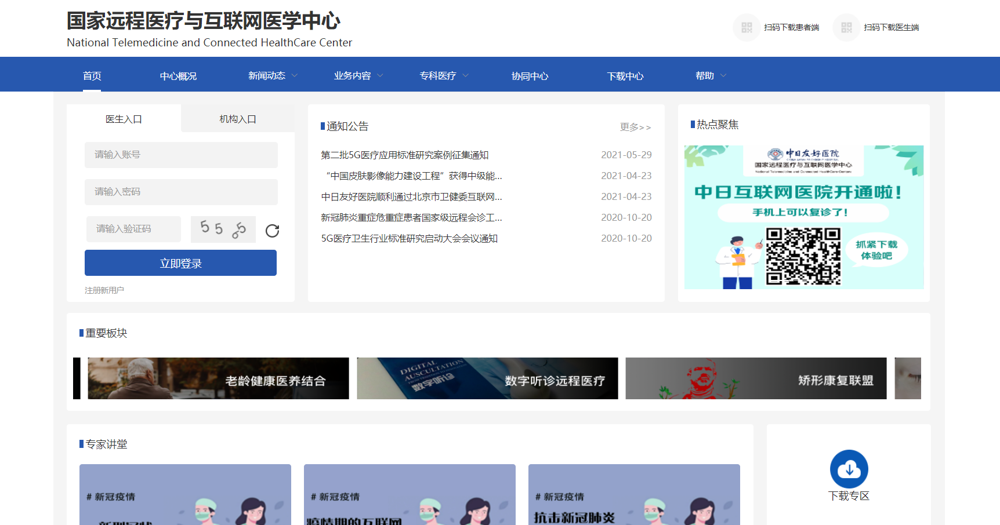 国家远程医疗与互联网医学中心
National Telemedicine and Connected HealthCare Center
扫码下载患者端
扫码下载医生端
首页
中心概况
新闻动态
业务内容
专科医疗
协同中心
下载中心
帮助
医生入口
机构入口
请输入账号
请输入密码
请输入验证码
5 5 6 5
立即登录
注册新用户
通知公告
更多>>
第二批5G医疗应用标准研究案例征集通知 2021-05-29
“中国皮肤影像能力建设工程”获得中级能... 2021-04-23
中日友好医院顺利通过北京市卫健委互联网... 2021-04-23
新冠肺炎重症危重症患者国家级远程会诊工... 2020-10-20
5G医疗卫生行业标准研究启动大会会议通知 2020-10-20
热点聚焦
中日友好医院
CHINA-JAPAN FRIENDSHIP HOSPITAL
国家远程医疗与互联网医学中心
National Telemedicine and Connected HealthCare Center
中日互联网医院开通啦！
手机上可以复诊了！
抓紧下载
体验吧
重要板块
老龄健康医养结合
DIGITAL
AUSCULTATION
数字听诊
数字听诊远程医疗
矫形康复联盟
专家讲堂
# 新冠疫情
# 新冠疫情
疫情期的互联网
# 新冠疫情
抗击新冠肺炎
下载专区